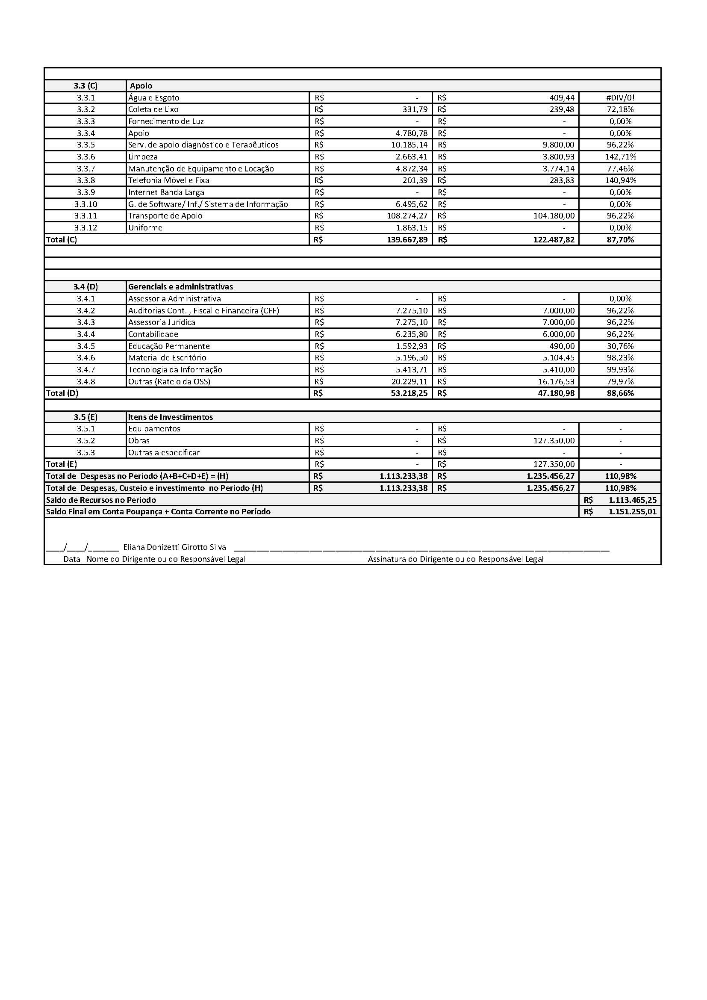 3.3 (C) Apoio
3.3.1 Água e Esgoto R$ - R$ 409,44 #DIV/0!
3.3.2 Coleta de Lixo R$ 331,79 R$ 239,48 72,18%
3.3.3 Fornecimento de Luz R$ - R$ - 0,00%
3.3.4 Apoio R$ 4.780,78 R$ - 0,00%
3.3.5 Serv. de apoio diagnóstico e Terapêuticos R$ 10.185,14 R$ 9.800,00 96,22%
3.3.6 Limpeza R$ 2.663,41 R$ 3.800,93 142,71%
3.3.7 Manutenção de Equipamento e Locação R$ 4.872,34 R$ 3.774,14 77,46%
3.3.8 Telefonia Móvel e Fixa R$ 201,39 R$ 283,83 140,94%
3.3.9 Internet Banda Larga R$ - R$ - 0,00%
3.3.10 G. de Software/ Inf./ Sistema de Informação R$ 6.495,62 R$ - 0,00%
3.3.11 Transporte de Apoio R$ 108.274,27 R$ 104.180,00 96,22%
3.3.12 Uniforme R$ 1.863,15 R$ - 0,00%
Total (C) R$ 139.667,89 R$ 122.487,82 87,70%
3.4 (D) Gerenciais e administrativas
3.4.1 Assessoria Administrativa R$ - R$ - 0,00%
3.4.2 Auditorias Cont. , Fiscal e Financeira (CFF) R$ 7.275,10 R$ 7.000,00 96,22%
3.4.3 Assessoria Jurídica R$ 7.275,10 R$ 7.000,00 96,22%
3.4.4 Contabilidade R$ 6.235,80 R$ 6.000,00 96,22%
3.4.5 Educação Permanente R$ 1.592,93 R$ 490,00 30,76%
3.4.6 Material de Escritório R$ 5.196,50 R$ 5.104,45 98,23%
3.4.7 Tecnologia da Informação R$ 5.413,71 R$ 5.410,00 99,93%
3.4.8 Outras (Rateio da OSS) R$ 20.229,11 R$ 16.176,53 79,97%
Total (D) R$ 53.218,25 R$ 47.180,98 88,66%
3.5 (E) Itens de Investimentos
3.5.1 Equipamentos R$ - R$ - -
3.5.2 Obras R$ - R$ 127.350,00 -
3.5.3 Outras a especificar R$ - R$ - -
Total (E) R$ - R$ 127.350,00 -
Total de Despesas no Período (A+B+C+D+E) = (H) R$ 1.113.233,38 R$ 1.235.456,27 110,98%
Total de Despesas, Custeio e investimento no Período (H) R$ 1.113.233,38 R$ 1.235.456,27 110,98%
Saldo de Recursos no Período R$ 1.113.465,25
Saldo Final em Conta Poupança + Conta Corrente no Período R$ 1.151.255,01
____/____/_______ Eliana Donizetti Girotto Silva ______________________________
Data Nome do Dirigente ou do Responsável Legal Assinatura do Dirigente ou do Responsável Legal